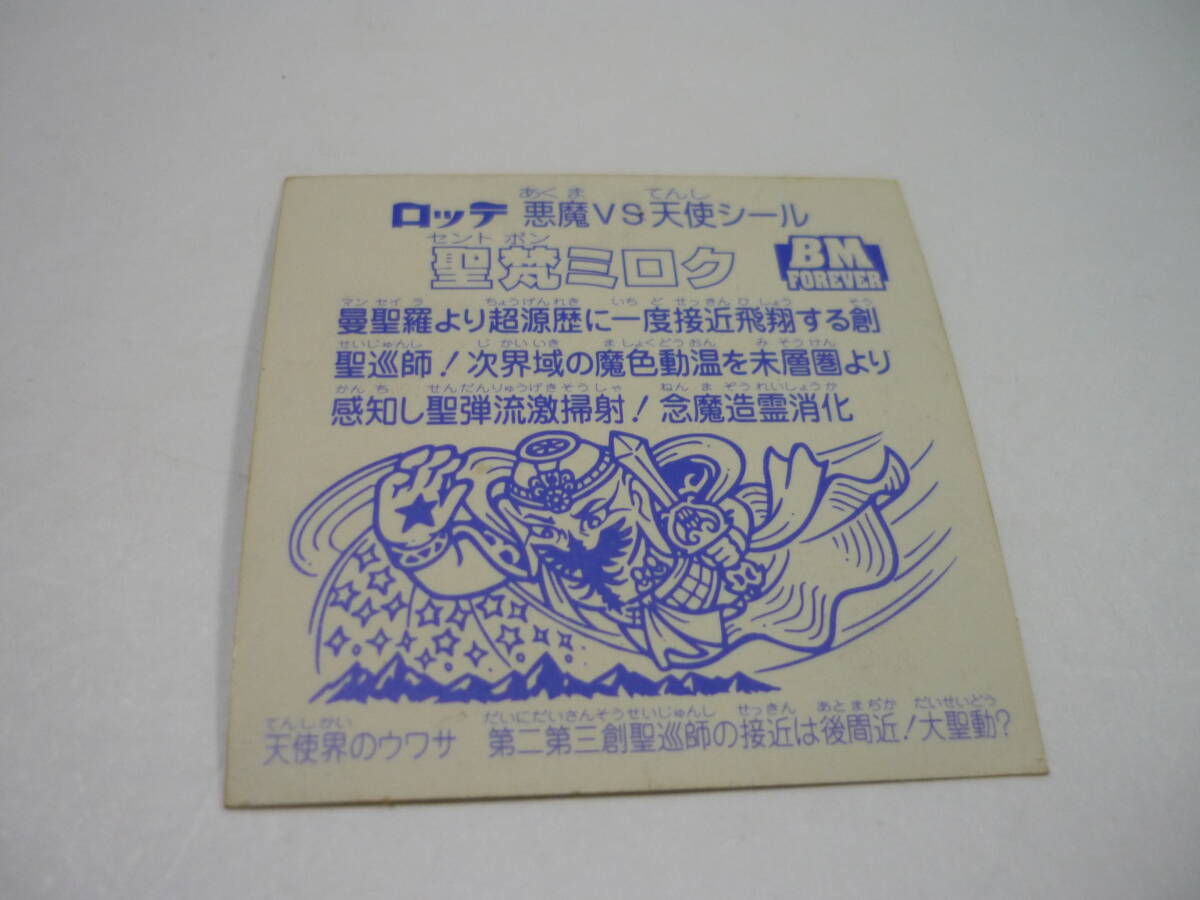 あくま てんし
ロッテ 悪魔VS天使シール
セント ボン
聖梵ミロク
BM
FOREVER
マン セイ ラ ちょうげんれき いち ど せっきん ひ しょう そう
曼聖羅より超源歴に一度接近飛翔する創
せいじゅんし じ かい いき ま しょくどうおん み そうけん
聖巡師!次界域の魔色動温を末層圏より
かん ち せんだんりゅうげきそうしゃ ねん ま ぞうれいしょうか
感知し聖弾流激掃射!念魔造霊消化
てんしかい だいにだいさんそうせいじゅんし せっきん あとまぢか だいせいどう
天使界のウワサ 第二第三創聖巡師の接近は後間近!大聖動?